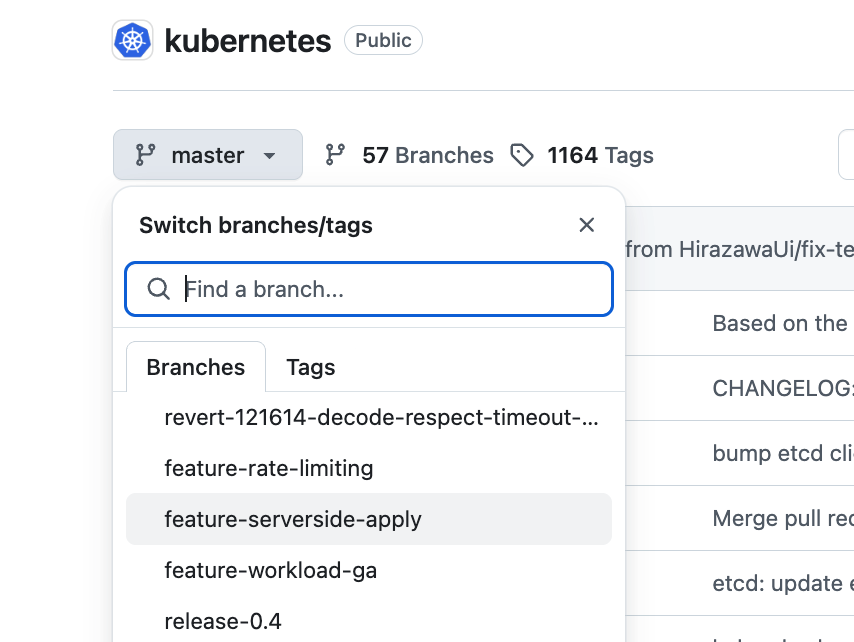 kubernetes Public
master 57 Branches 1164 Tags
Switch branches/tags
from HirazawaUi/fix-te
Find a branch...
Based on the
Branches Tags
CHANGELOG:
revert-121614-decode-respect-timeout-...
bump etcd cli
feature-rate-limiting
feature-serverside-apply
Merge pull req
feature-workload-ga
etcd: update e
release-0.4